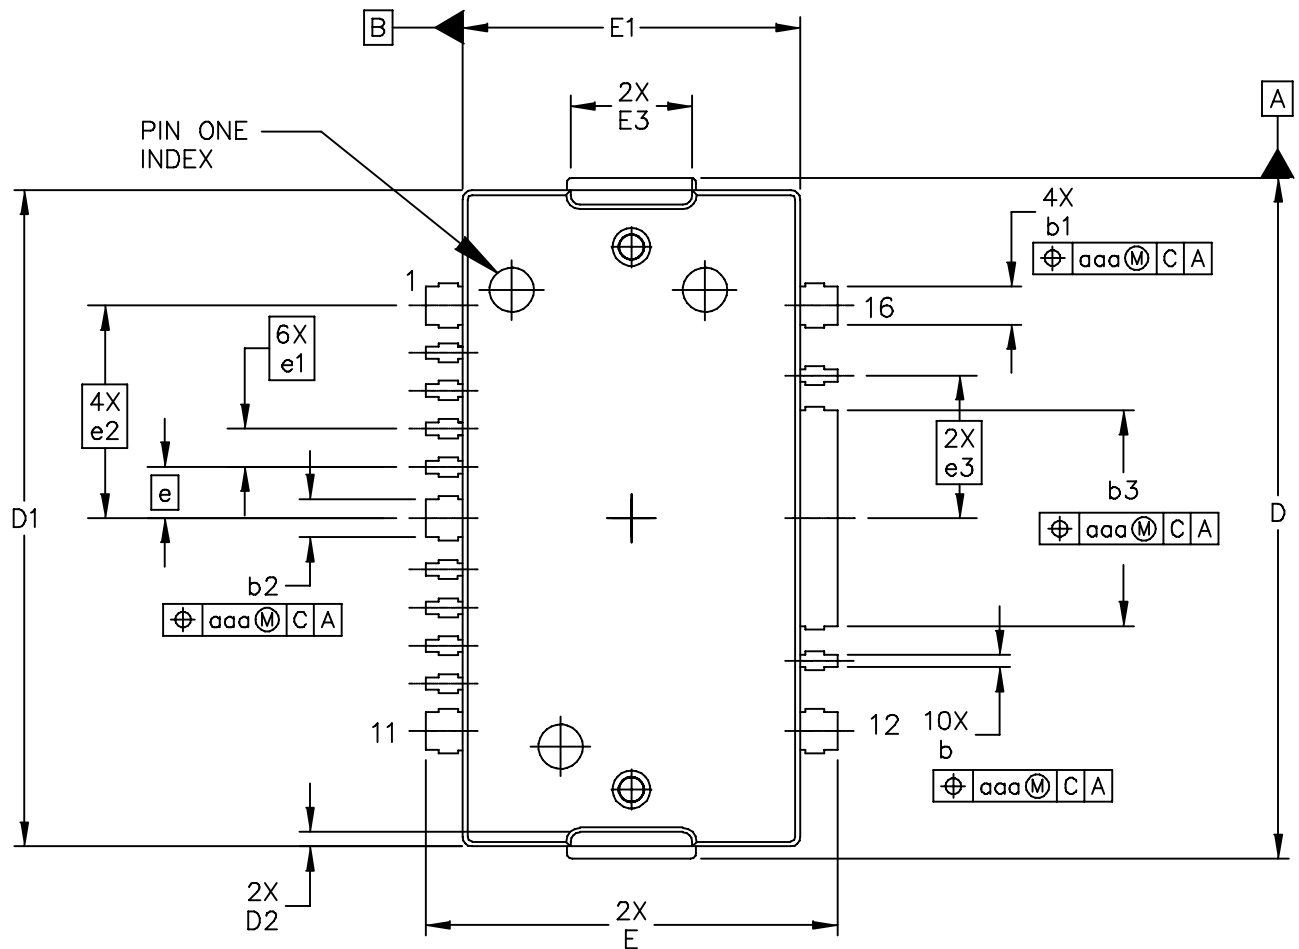 B
E1
2X
E3
A
PIN ONE
INDEX
4X
b1
⌖ aaa Ⓜ C A
1
16
6X
e1
4X
e2
2X
e3
e
b3
⌖ aaa Ⓜ C A
D1
D
b2
⌖ aaa Ⓜ C A
11
12
10X
b
⌖ aaa Ⓜ C A
2X
D2
2X
E